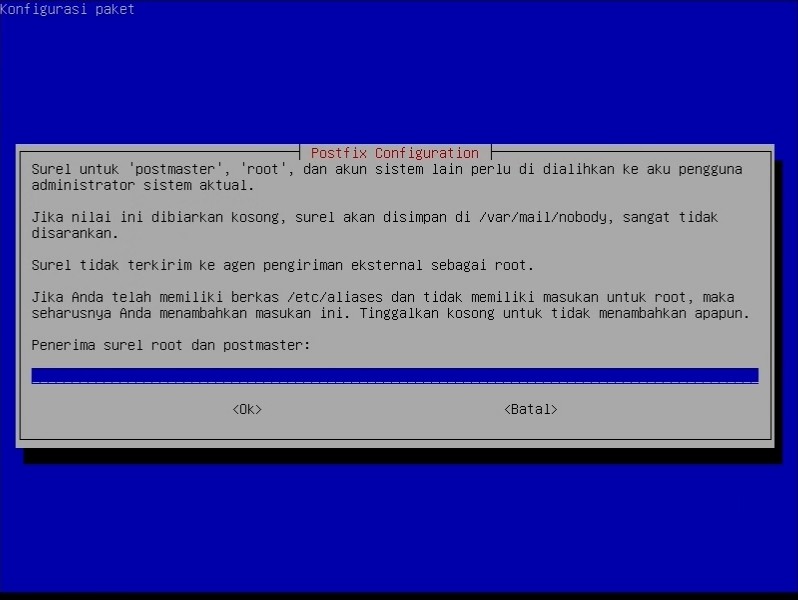 Konfigurasi paket
Postfix Configuration
Surel untuk 'postmaster', 'root', dan akun sistem lain perlu di dialihkan ke aku pengguna
administrator sistem aktual.
Jika nilai ini dibiarkan kosong, surel akan disimpan di /var/mail/nobody, sangat tidak
disarankan.
Surel tidak terkirim ke agen pengiriman eksternal sebagai root.
Jika Anda telah memiliki berkas /etc/aliases dan tidak memiliki masukan untuk root, maka
seharusnya Anda menambahkan masukan ini. Tinggalkan kosong untuk tidak menambahkan apapun.
Penerima surel root dan postmaster:
<Ok> <Batal>